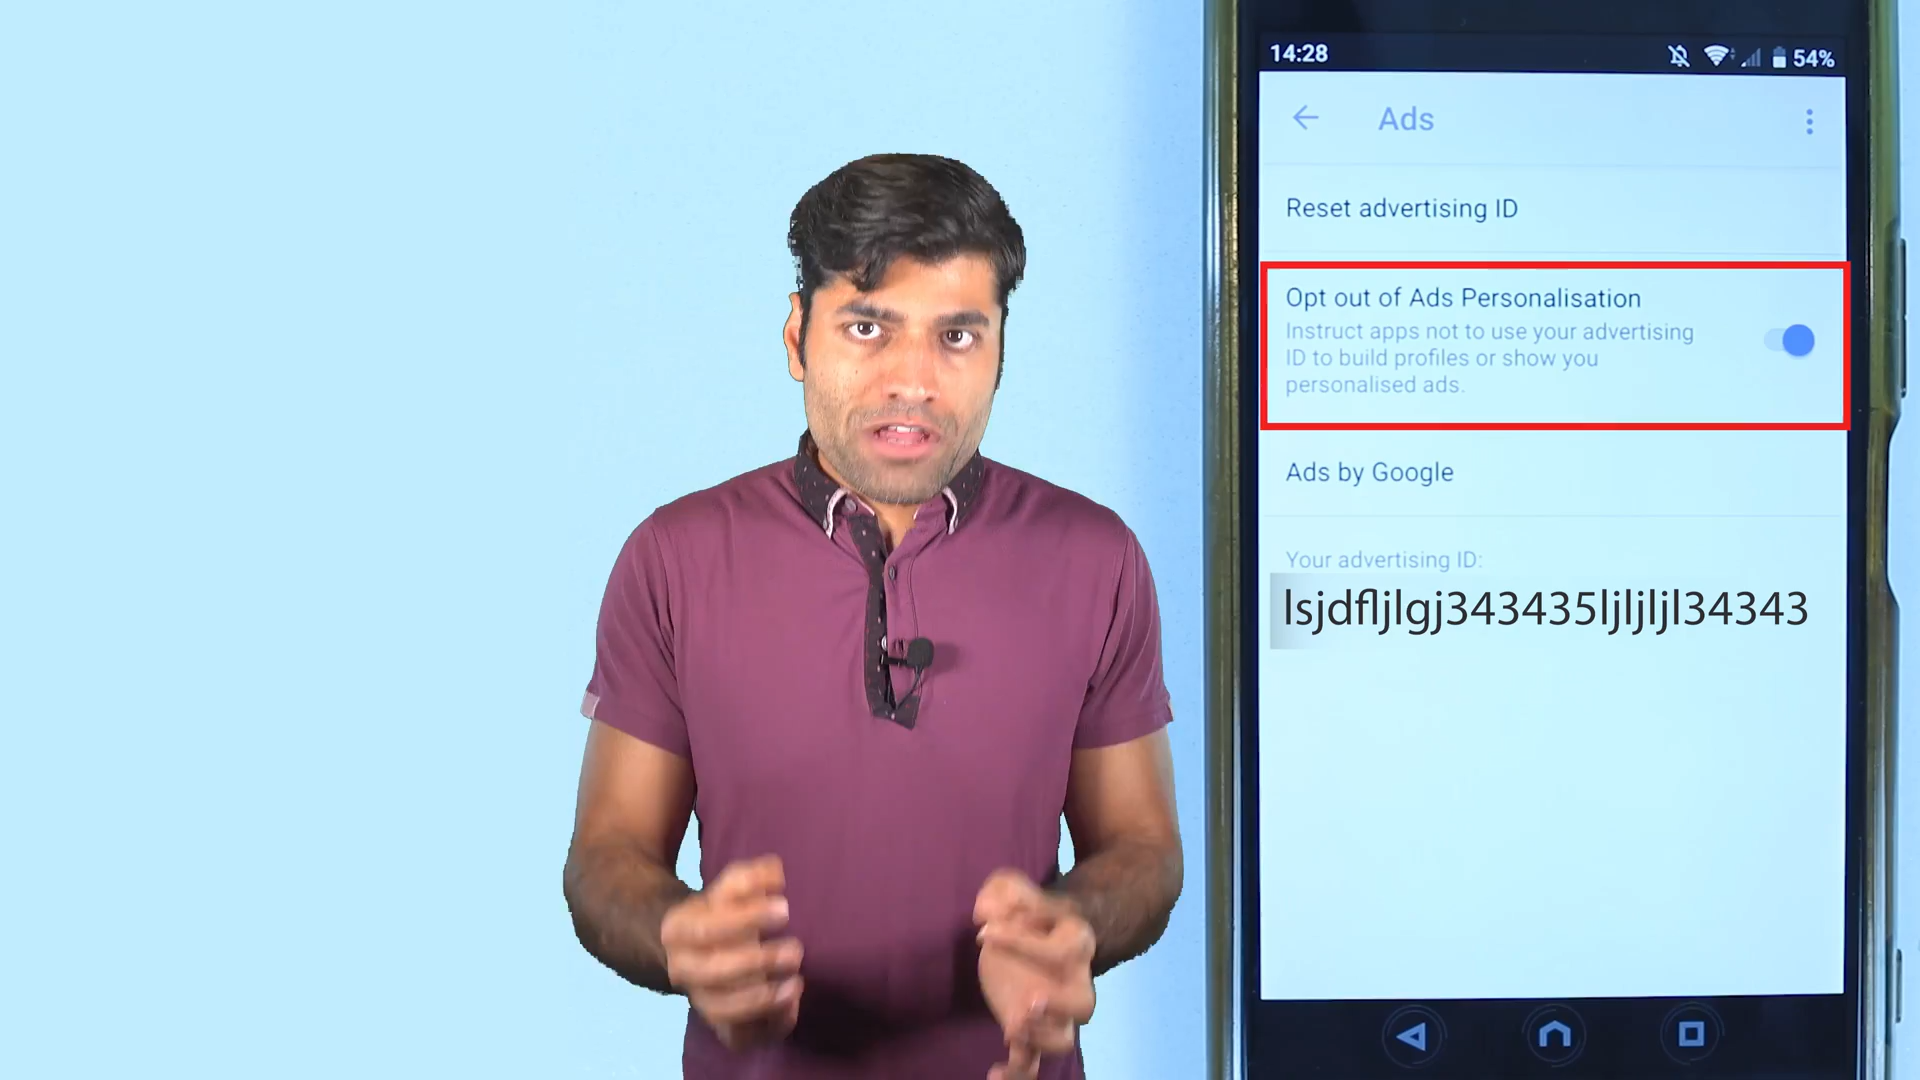 14:28
54%
Ads
Reset advertising ID
Opt out of Ads Personalisation
Instruct apps not to use your advertising
ID to build profiles or show you
personalised ads.
Ads by Google
Your advertising ID:
lsjdfljlgj343435ljljljl34343